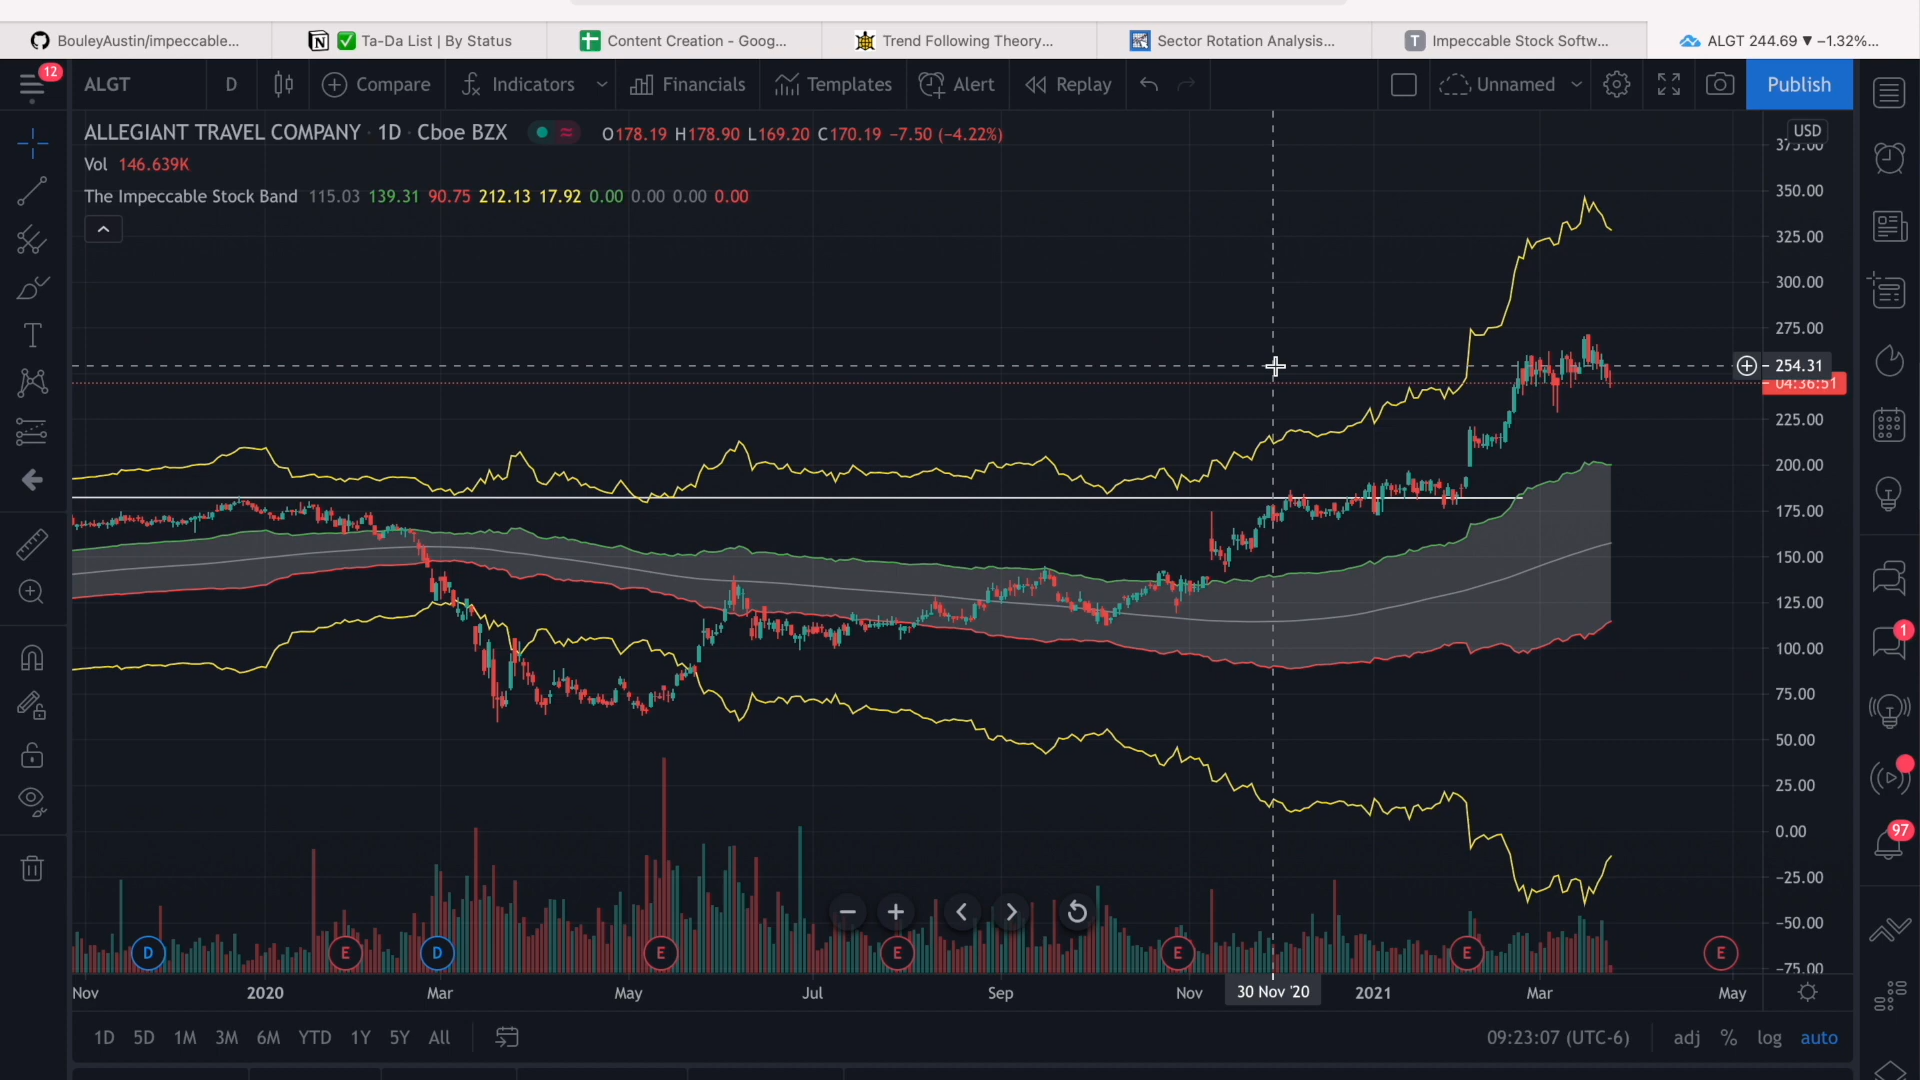 BouleyAustin/impeccable...
Ta-Da List | By Status
Content Creation - Goog...
Trend Following Theory...
Sector Rotation Analysis...
T Impeccable Stock Softw...
ALGT 244.69 ▼ −1.32%...
12
ALGT
D
Compare
Indicators
Financials
Templates
Alert
Replay
Unnamed
Publish
ALLEGIANT TRAVEL COMPANY · 1D · Cboe BZX
O178.19 H178.90 L169.20 C170.19 −7.50 (−4.22%)
USD
375.00
Vol 146.639K
The Impeccable Stock Band 115.03 139.31 90.75 212.13 17.92 0.00 0.00 0.00 0.00
350.00
325.00
300.00
275.00
254.31
04:36:51
225.00
200.00
175.00
150.00
125.00
100.00
75.00
50.00
25.00
0.00
−25.00
−50.00
−75.00
1
97
D
E
D
E
E
E
E
E
Nov
2020
Mar
May
Jul
Sep
Nov
30 Nov '20
2021
Mar
May
1D 5D 1M 3M 6M YTD 1Y 5Y All
09:23:07 (UTC-6)
adj % log auto